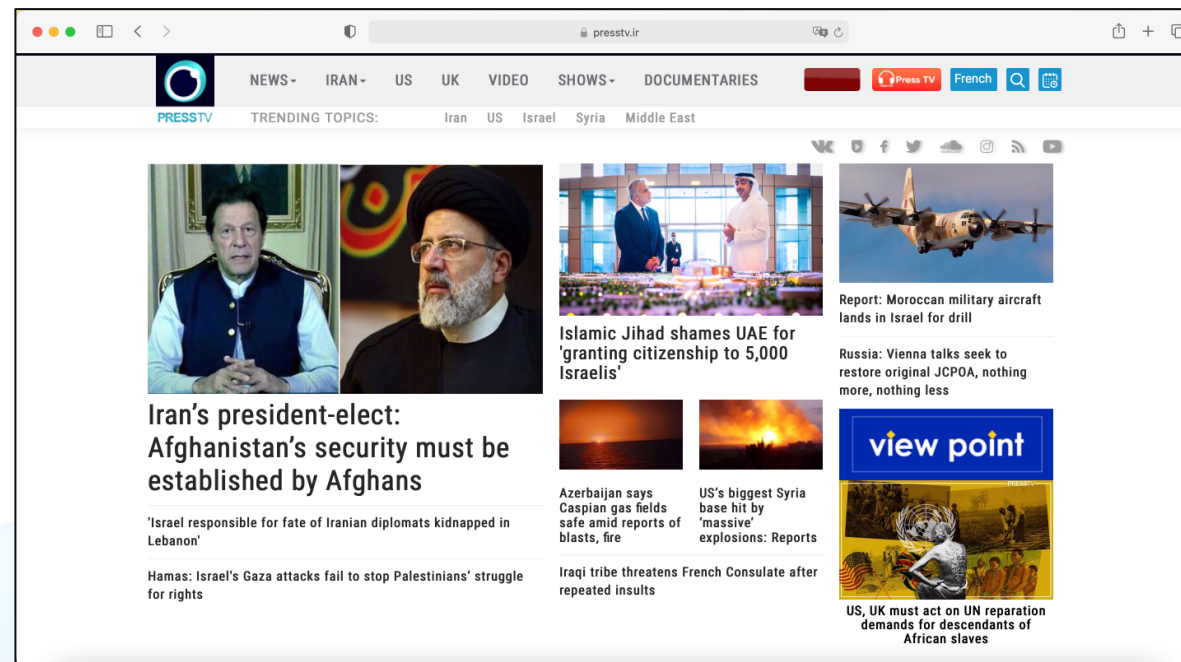 presstv.ir
NEWS IRAN US UK VIDEO SHOWS DOCUMENTARIES
Press TV
French
PRESSTV
TRENDING TOPICS: Iran US Israel Syria Middle East
Iran's president-elect:
Afghanistan's security must be
established by Afghans
'Israel responsible for fate of Iranian diplomats kidnapped in
Lebanon'
Hamas: Israel's Gaza attacks fail to stop Palestinians' struggle
for rights
Islamic Jihad shames UAE for
'granting citizenship to 5,000
Israelis'
Azerbaijan says
Caspian gas fields
safe amid reports of
blasts, fire
US's biggest Syria
base hit by
'massive'
explosions: Reports
Iraqi tribe threatens French Consulate after
repeated insults
Report: Moroccan military aircraft
lands in Israel for drill
Russia: Vienna talks seek to
restore original JCPOA, nothing
more, nothing less
view point
PRESSTV
US, UK must act on UN reparation
demands for descendants of
African slaves